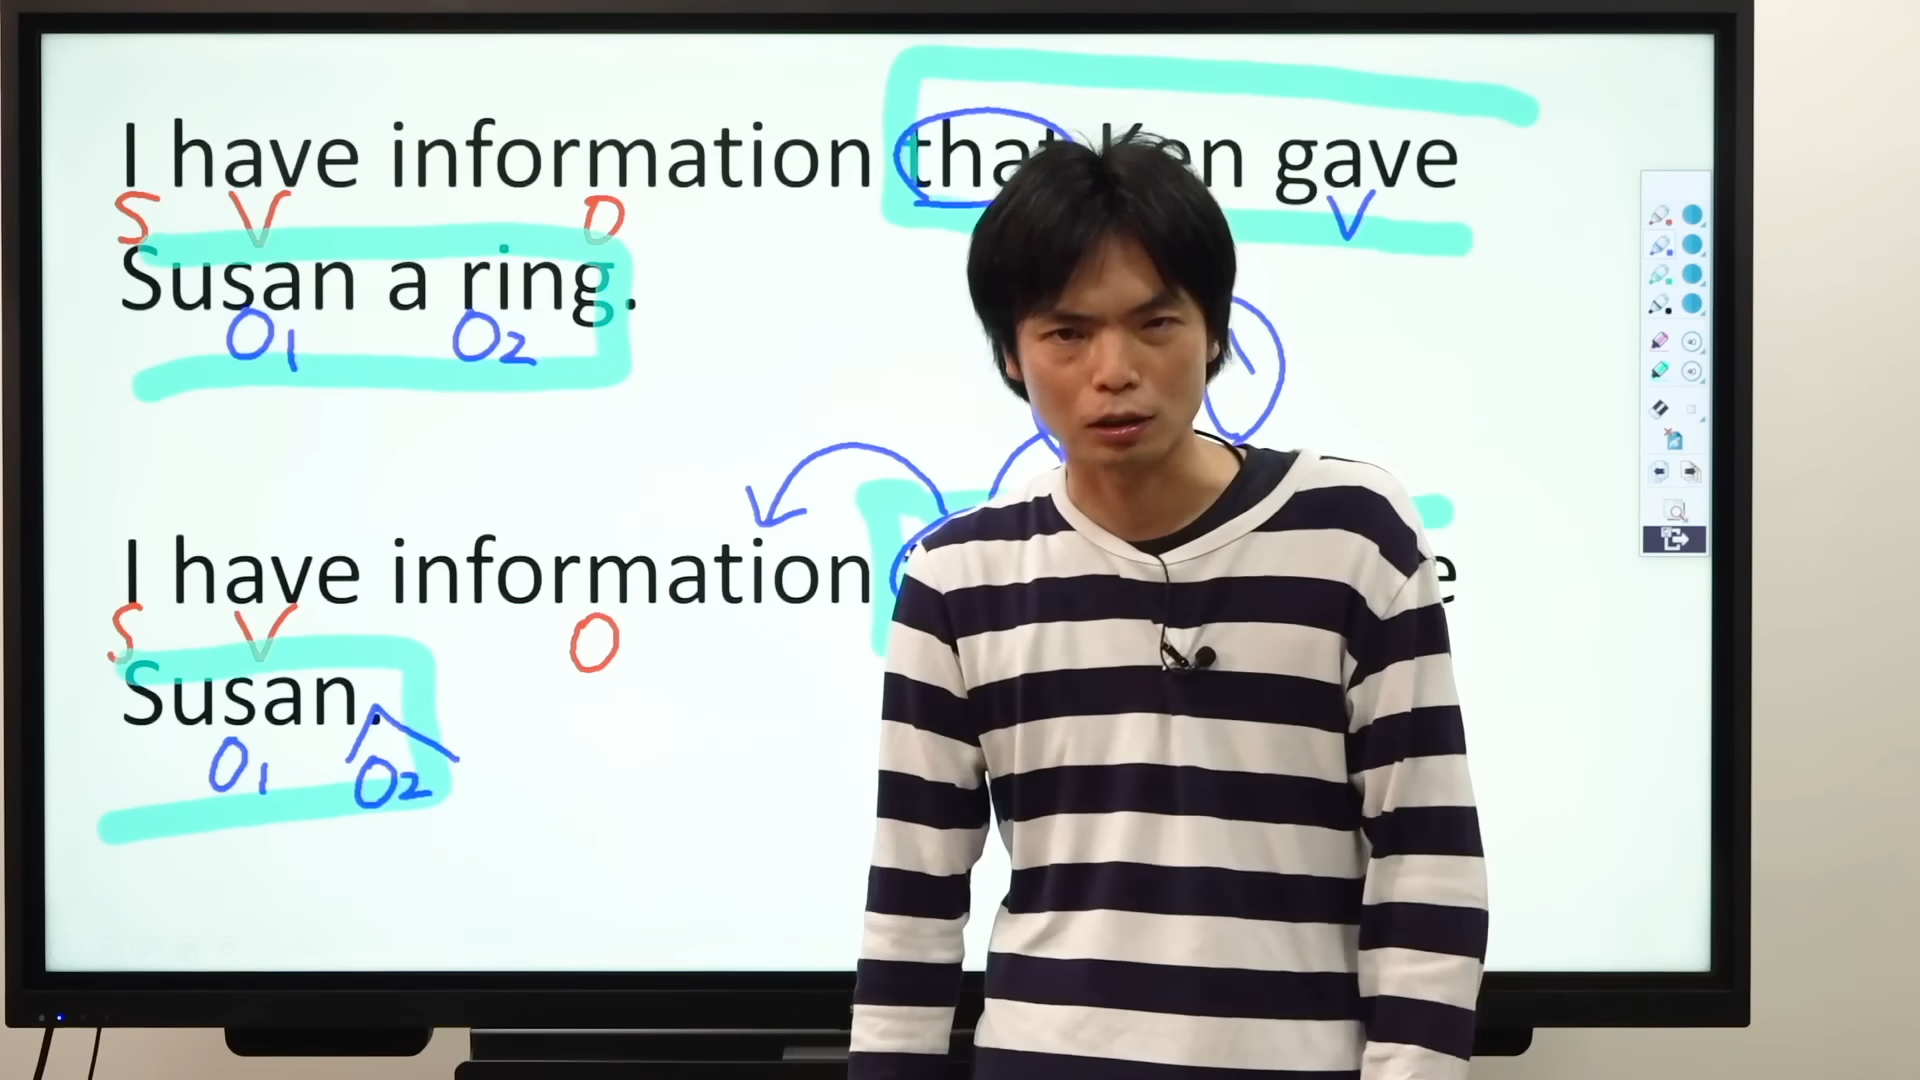 I have information that Ken gave
S V O V
Susan a ring.
O1 O2
I have information
S V O
Susan.
O1 O2